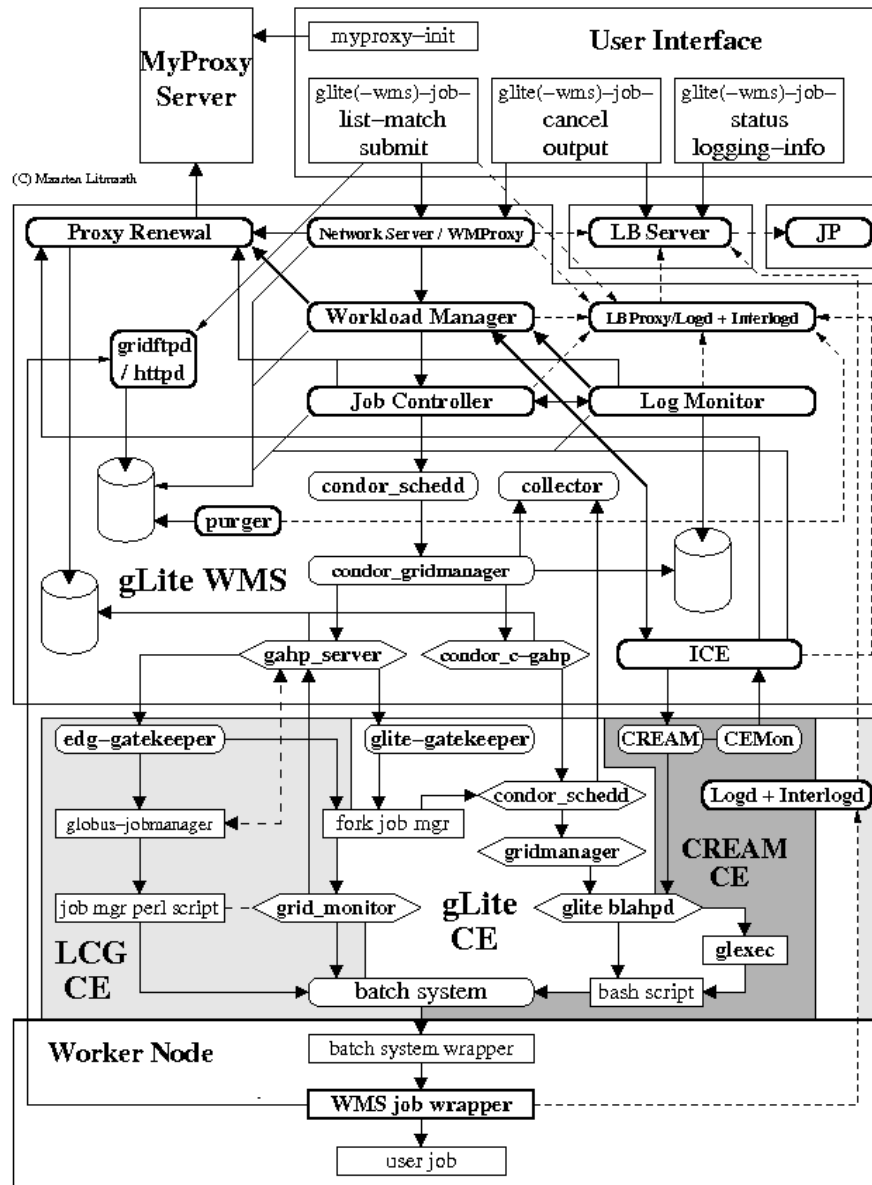 myproxy-init
User Interface
MyProxy
Server
glite(-wms)-job-
list-match
submit
glite(-wms)-job-
cancel
output
glite(-wms)-job-
status
logging-info
(C) Maarten Litmaath
Proxy Renewal
Network Server / WMProxy
LB Server
JP
Workload Manager
LBProxy/Logd + Interlogd
gridftpd
/ httpd
Job Controller
Log Monitor
condor_schedd
collector
purger
gLite WMS
condor_gridmanager
gahp_server
condor_c-gahp
ICE
edg-gatekeeper
glite-gatekeeper
CREAM
CEMon
globus-jobmanager
fork job mgr
condor_schedd
Logd + Interlogd
gridmanager
CREAM
CE
job mgr perl script
grid_monitor
gLite
CE
glite blahpd
LCG
CE
glexec
batch system
bash script
Worker Node
batch system wrapper
WMS job wrapper
user job